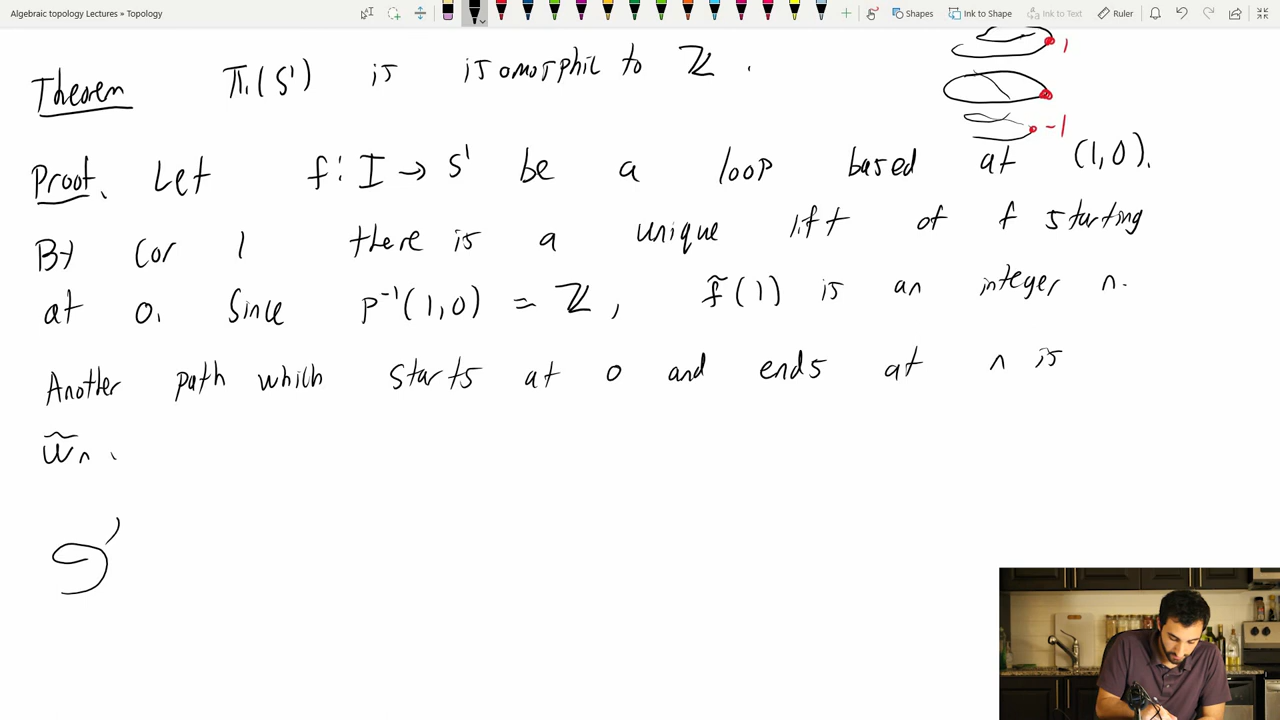 Algebraic topology Lectures » Topology
Shapes Ink to Shape Ink to Text Ruler
Theorem π₁(S¹) is isomorphic to ℤ.
1
-1
Proof. Let f: I → S¹ be a loop based at (1,0).
By Cor 1 there is a unique lift of f starting
at 0. Since p⁻¹(1,0) = ℤ, f̃(1) is an integer n.
Another path which starts at 0 and ends at n is
w̃n.